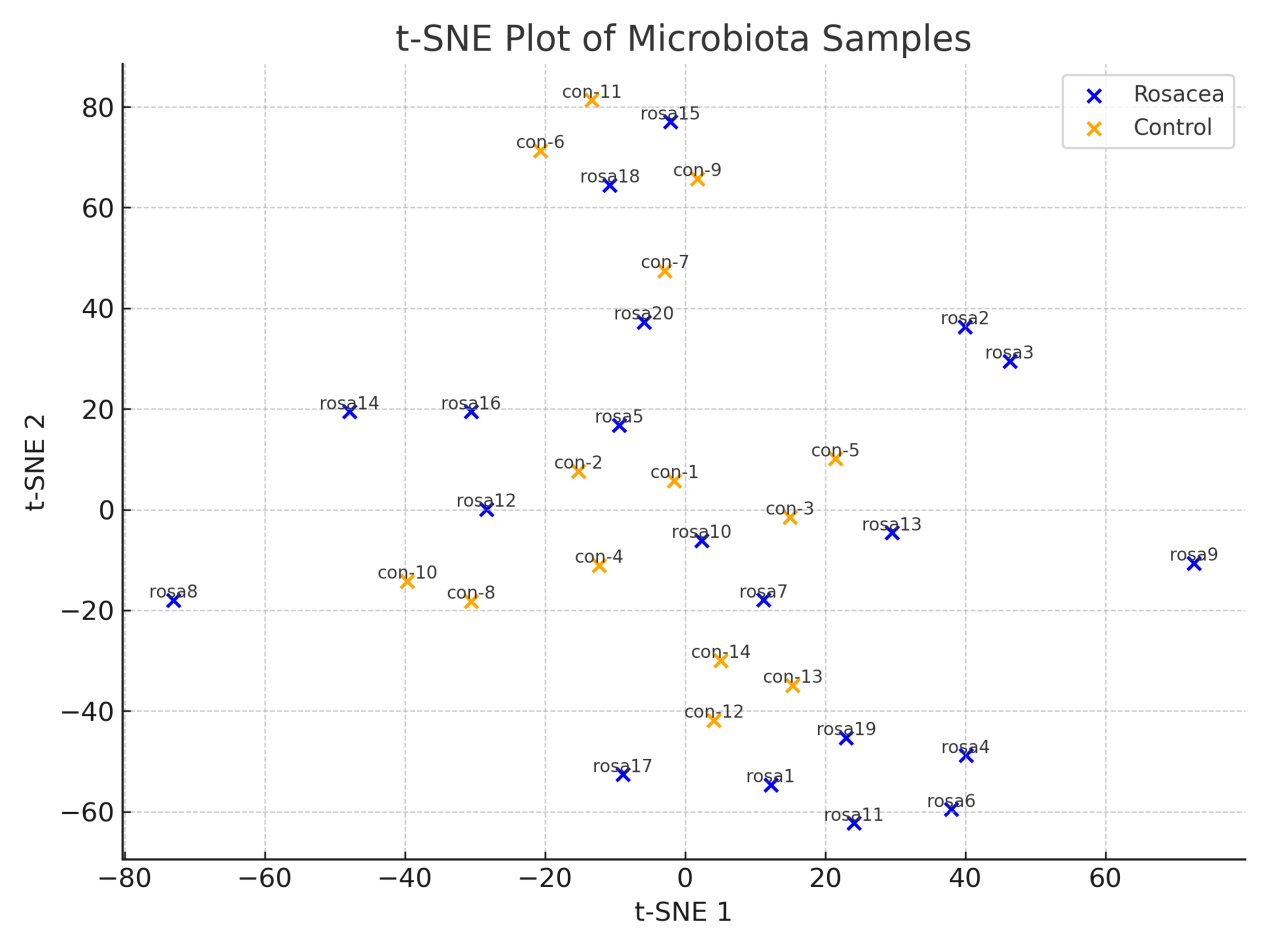 t-SNE Plot of Microbiota Samples
Rosacea
Control
con-11
rosa15
con-6
rosa18
con-9
con-7
rosa20
rosa2
rosa3
rosa14
rosa16
rosa5
con-2
con-1
con-5
rosa12
con-3
rosa10
rosa13
con-4
rosa9
con-10
rosa8
con-8
rosa7
con-14
con-13
con-12
rosa19
rosa17
rosa1
rosa4
rosa6
rosa11
80
60
40
20
0
−20
−40
−60
t-SNE 2
−80 −60 −40 −20 0 20 40 60
t-SNE 1